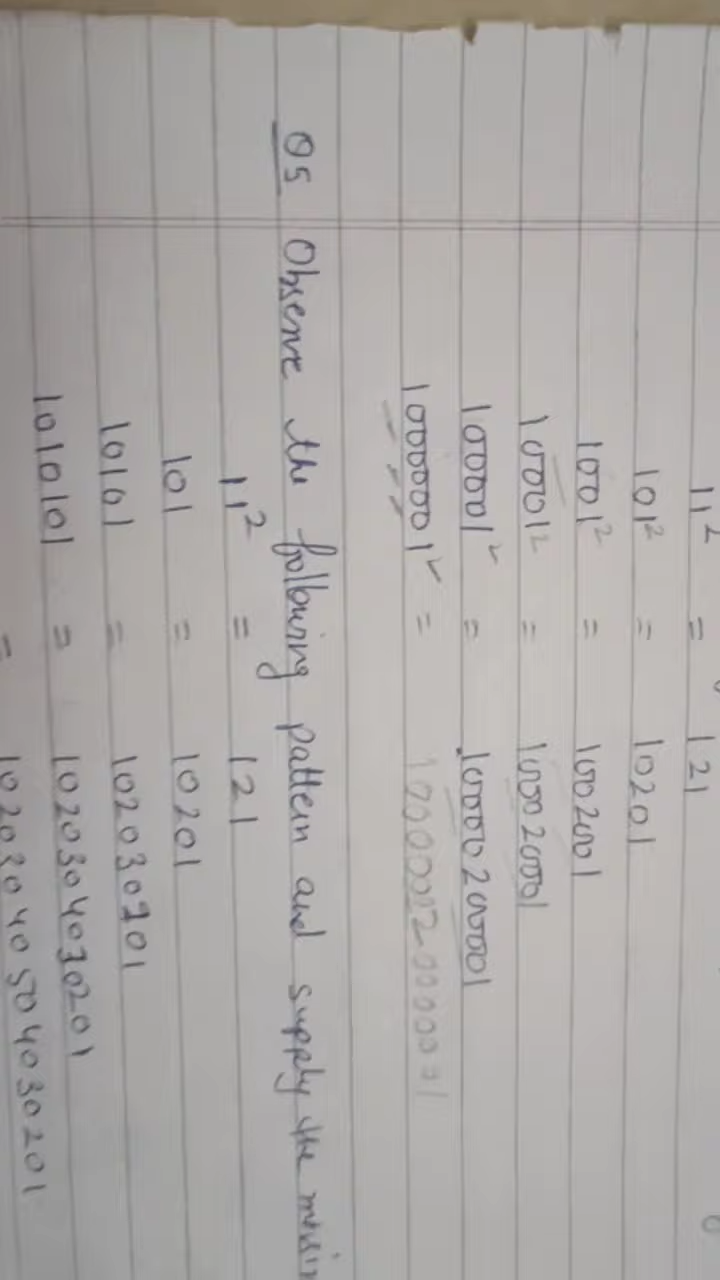 11² = 121
101² = 10201
1001² = 1002001
10001² = 100020001
100001² = 10000200001
1000001² =
Q5 Observe the following pattern and supply the missin
11² = 121
101 = 10201
10101 = 102030201
1010101 = 1020304030201
= 10203040504030201